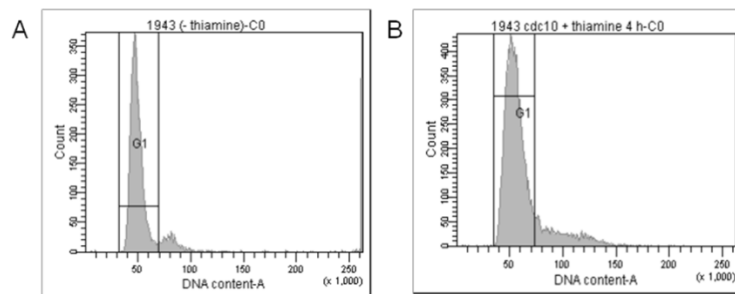 A
1943 (- thiamine)-C0
Count
0 50 100 150 200 250 300 350
G1
50 100 150 200 250
(x 1,000)
DNA content-A
B
1943 cdc10 + thiamine 4 h-C0
Count
0 50 100 150 200 250 300 350 400
G1
50 100 150 200 250
(x 1,000)
DNA content-A